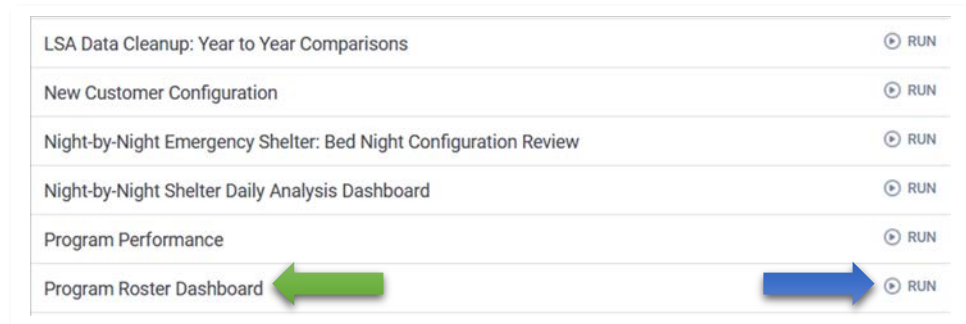 LSA Data Cleanup: Year to Year Comparisons RUN
New Customer Configuration RUN
Night-by-Night Emergency Shelter: Bed Night Configuration Review RUN
Night-by-Night Shelter Daily Analysis Dashboard RUN
Program Performance RUN
Program Roster Dashboard RUN